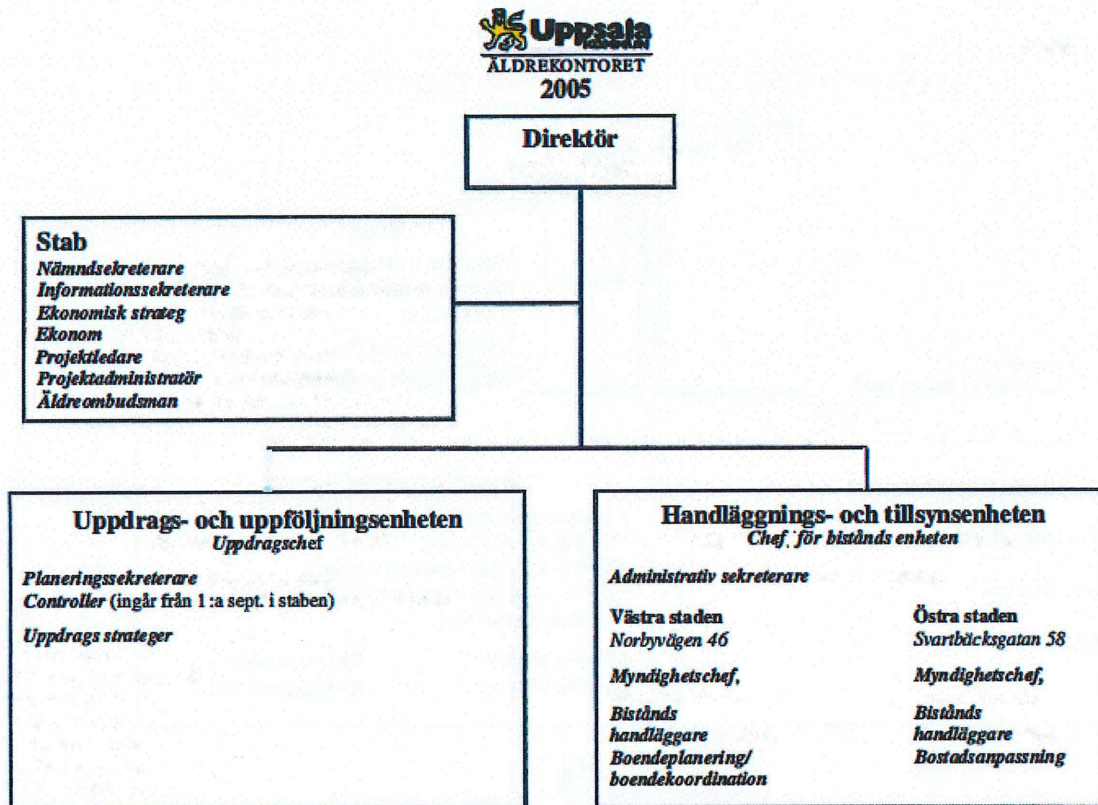 Uppsala
KOMMUN
ÄLDREKONTORET
2005
Direktör
Stab
Nämndsekreterare
Informationssekreterare
Ekonomisk strateg
Ekonom
Projektledare
Projektadministratör
Äldreombudsman
Uppdrags- och uppföljningsenheten
Uppdragschef
Planeringssekreterare
Controller (ingår från 1:a sept. i staben)
Uppdrags strateger
Handläggnings- och tillsynsenheten
Chef för bistånds enheten
Administrativ sekreterare
Västra staden
Norbyvägen 46
Myndighetschef,
Bistånds
handläggare
Boendeplanering/
boendekoordination
Östra staden
Svartbäcksgatan 58
Myndighetschef,
Bistånds
handläggare
Bostadsanpassning